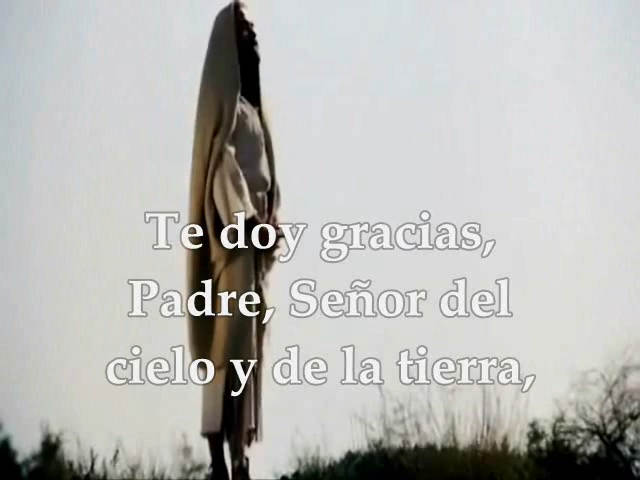 Te doy gracias,
Padre, Señor del
cielo y de la tierra,